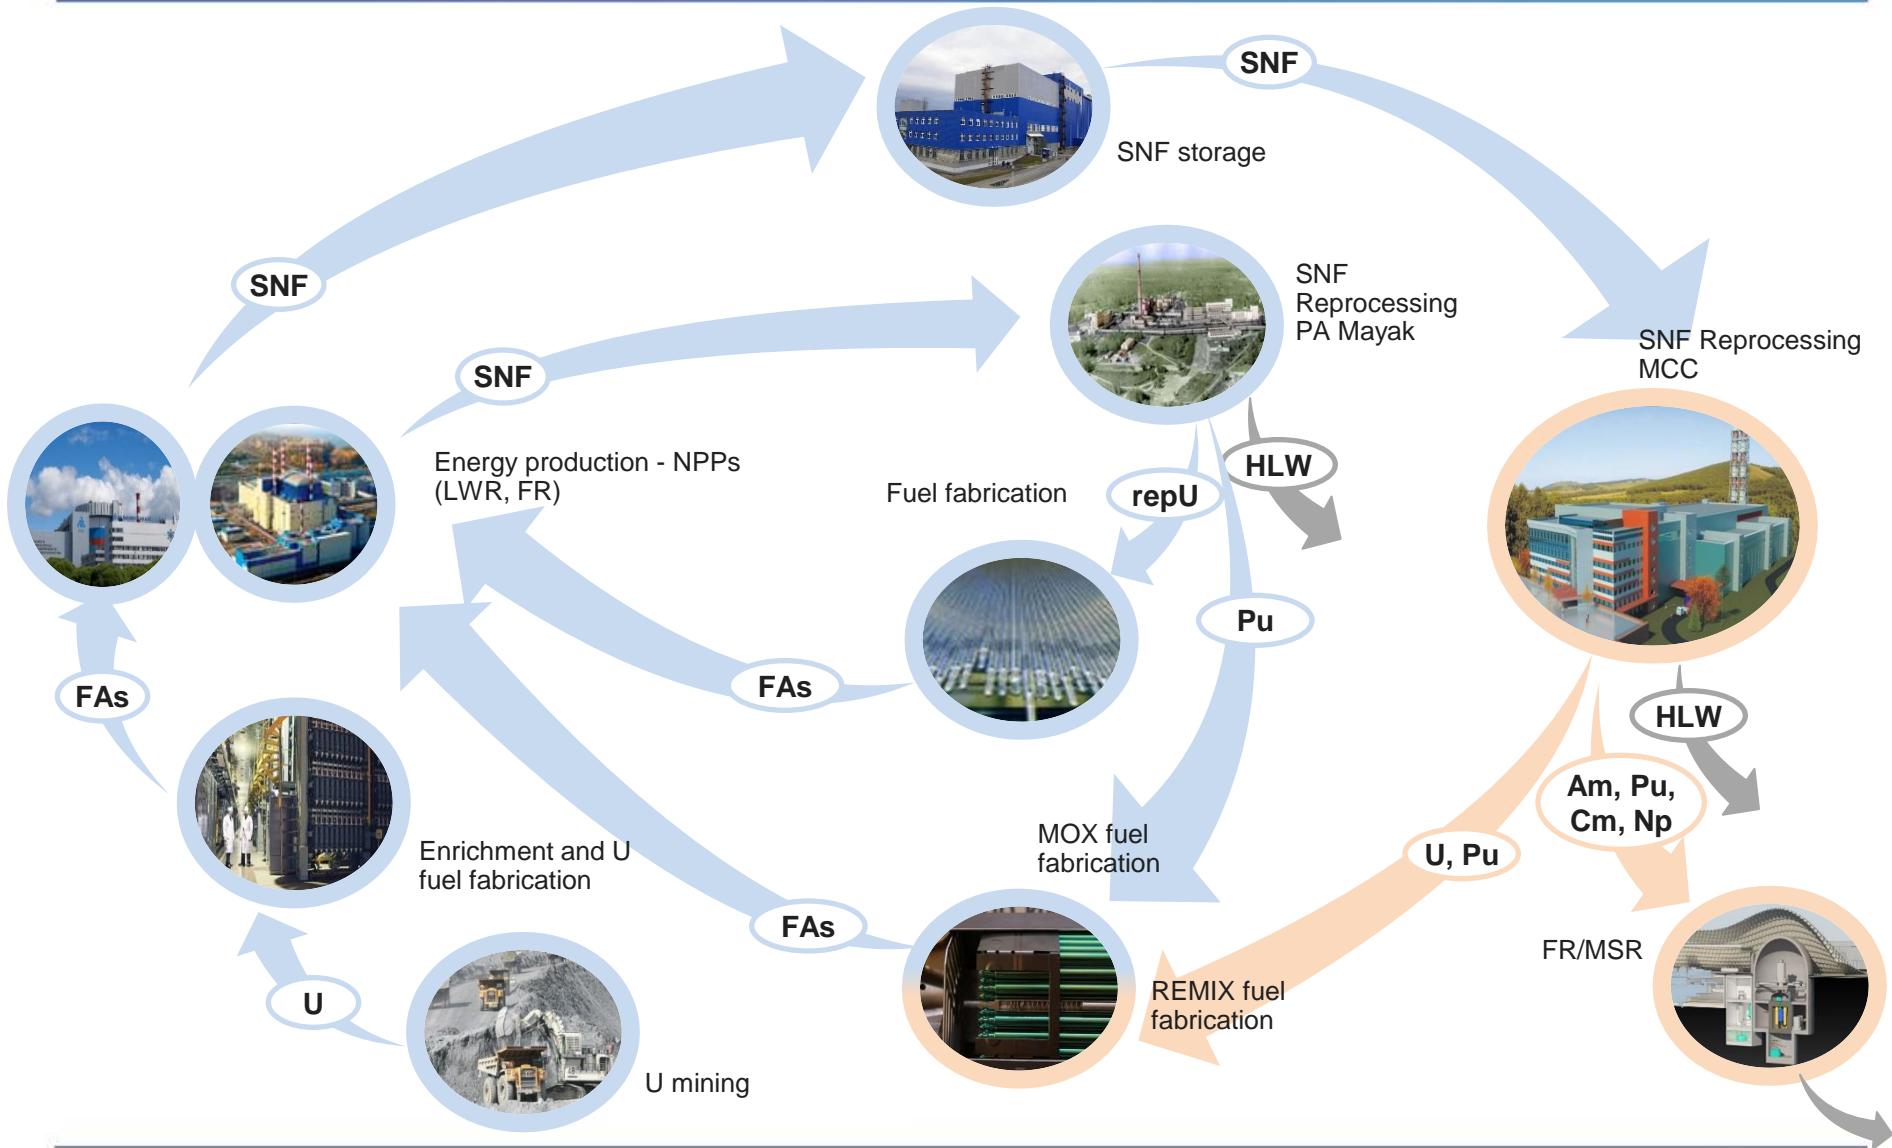 SNF
SNF storage
SNF
SNF
Reprocessing
PA Mayak
SNF Reprocessing
MCC
SNF
Energy production - NPPs
(LWR, FR)
Fuel fabrication
repU
HLW
Pu
FAs
FAs
HLW
Am, Pu,
Cm, Np
U, Pu
MOX fuel
fabrication
Enrichment and U
fuel fabrication
FAs
FR/MSR
REMIX fuel
fabrication
U
U mining